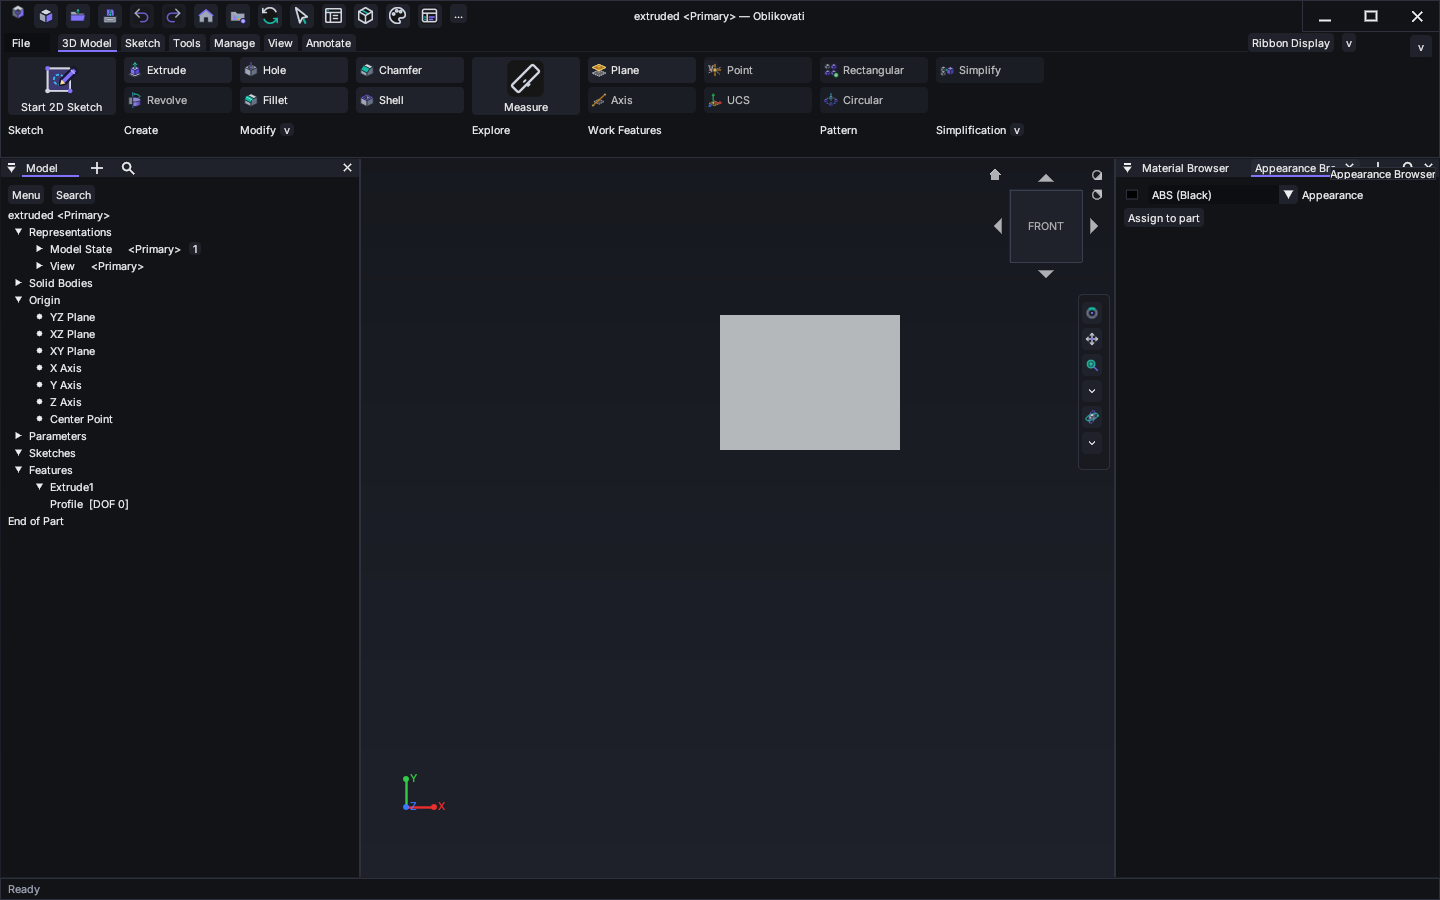 extruded <Primary> — Oblikovati
File 3D Model Sketch Tools Manage View Annotate Ribbon Display v v
Start 2D Sketch Extrude Hole Chamfer Measure Plane Point Rectangular Simplify
Revolve Fillet Shell Axis UCS Circular
Sketch Create Modify v Explore Work Features Pattern Simplification v
Model
Menu Search
extruded <Primary>
Representations
Model State <Primary> 1
View <Primary>
Solid Bodies
Origin
YZ Plane
XZ Plane
XY Plane
X Axis
Y Axis
Z Axis
Center Point
Parameters
Sketches
Features
Extrude1
Profile [DOF 0]
End of Part
FRONT
Y
Z X
Material Browser Appearance Br
Appearance Browser
ABS (Black) Appearance
Assign to part
Ready